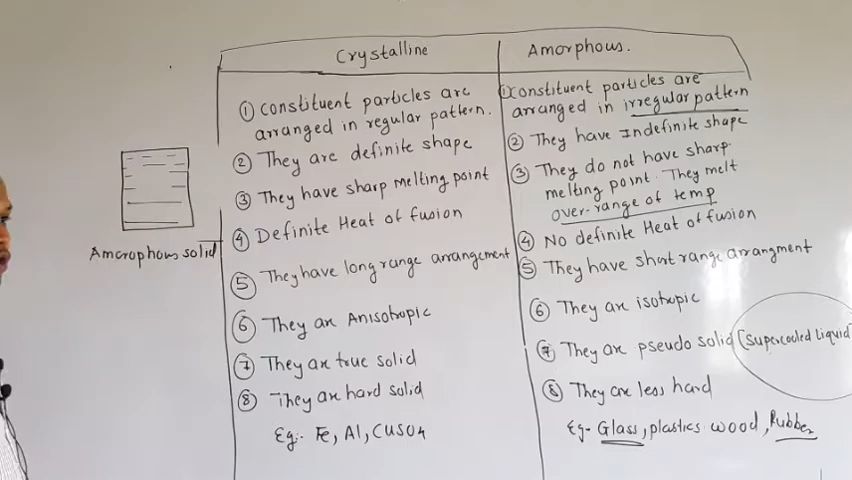 Crystalline
① Constituent particles are
arranged in regular pattern.
② They are definite shape
③ They have sharp melting point
④ Definite Heat of fusion
⑤ They have long range arrangement
⑥ They are Anisotropic
⑦ They are true solid
⑧ They are hard solid
Eg:- Fe, Al, CuSO4
Amorphous.
① Constituent particles are
arranged in irregular pattern
② They have Indefinite shape
③ They do not have sharp
melting point. They melt
over-range of temp
④ No definite Heat of fusion
⑤ They have short range arrangment
⑥ They are isotropic
⑦ They are pseudo solid [supercooled liquid]
⑧ They are less hard
Eg- Glass, plastics wood, Rubber
Amorophous solid